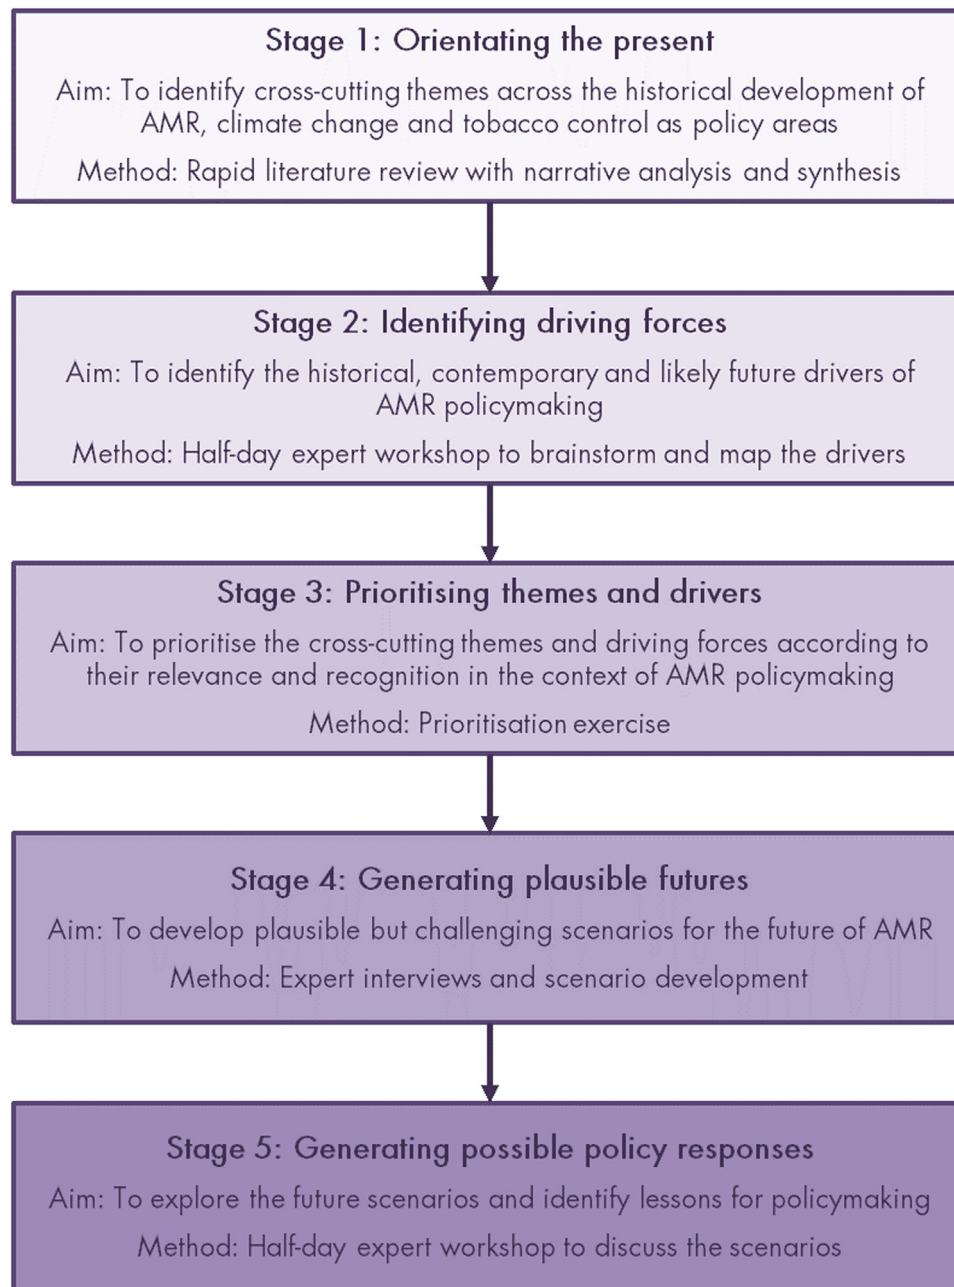 Stage 1: Orientating the present
Aim: To identify cross-cutting themes across the historical development of
AMR, climate change and tobacco control as policy areas
Method: Rapid literature review with narrative analysis and synthesis
Stage 2: Identifying driving forces
Aim: To identify the historical, contemporary and likely future drivers of
AMR policymaking
Method: Half-day expert workshop to brainstorm and map the drivers
Stage 3: Prioritising themes and drivers
Aim: To prioritise the cross-cutting themes and driving forces according to
their relevance and recognition in the context of AMR policymaking
Method: Prioritisation exercise
Stage 4: Generating plausible futures
Aim: To develop plausible but challenging scenarios for the future of AMR
Method: Expert interviews and scenario development
Stage 5: Generating possible policy responses
Aim: To explore the future scenarios and identify lessons for policymaking
Method: Half-day expert workshop to discuss the scenarios